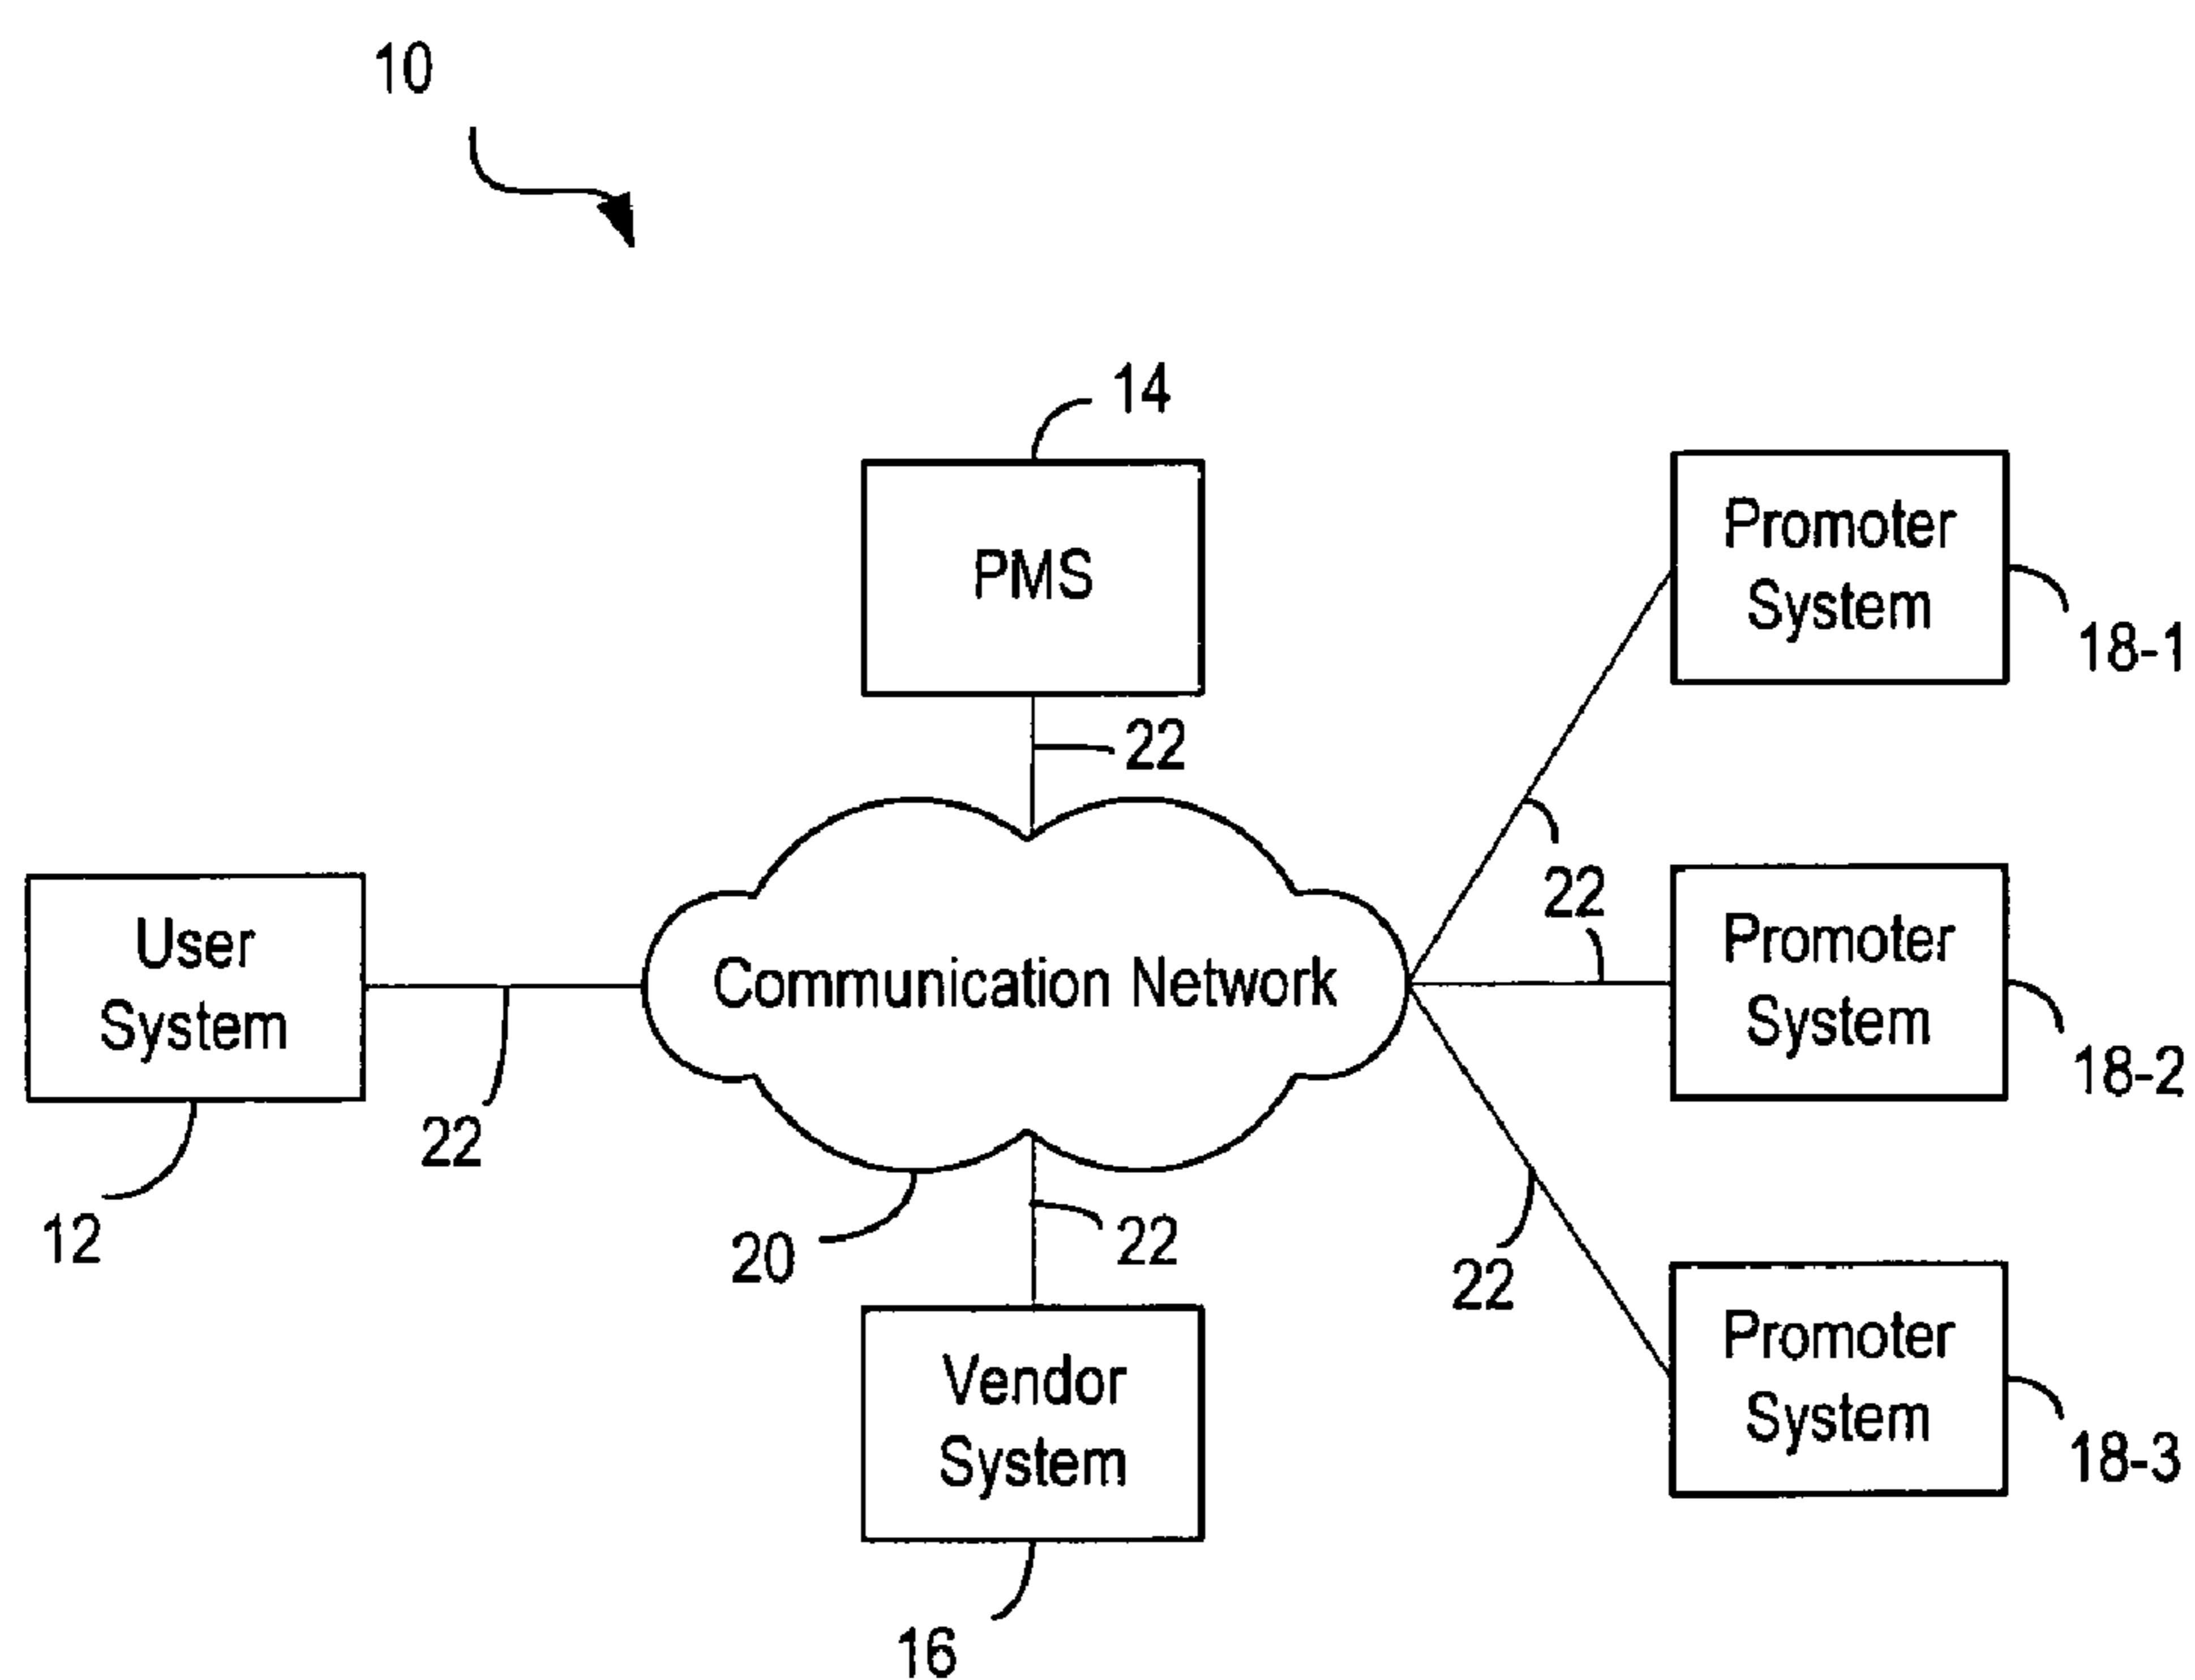 10
14
PMS
Promoter
System
18-1
22
22
User
System
Communication Network
Promoter
System
22
18-2
22
12
20
22
22
Vendor
System
Promoter
System
18-3
16